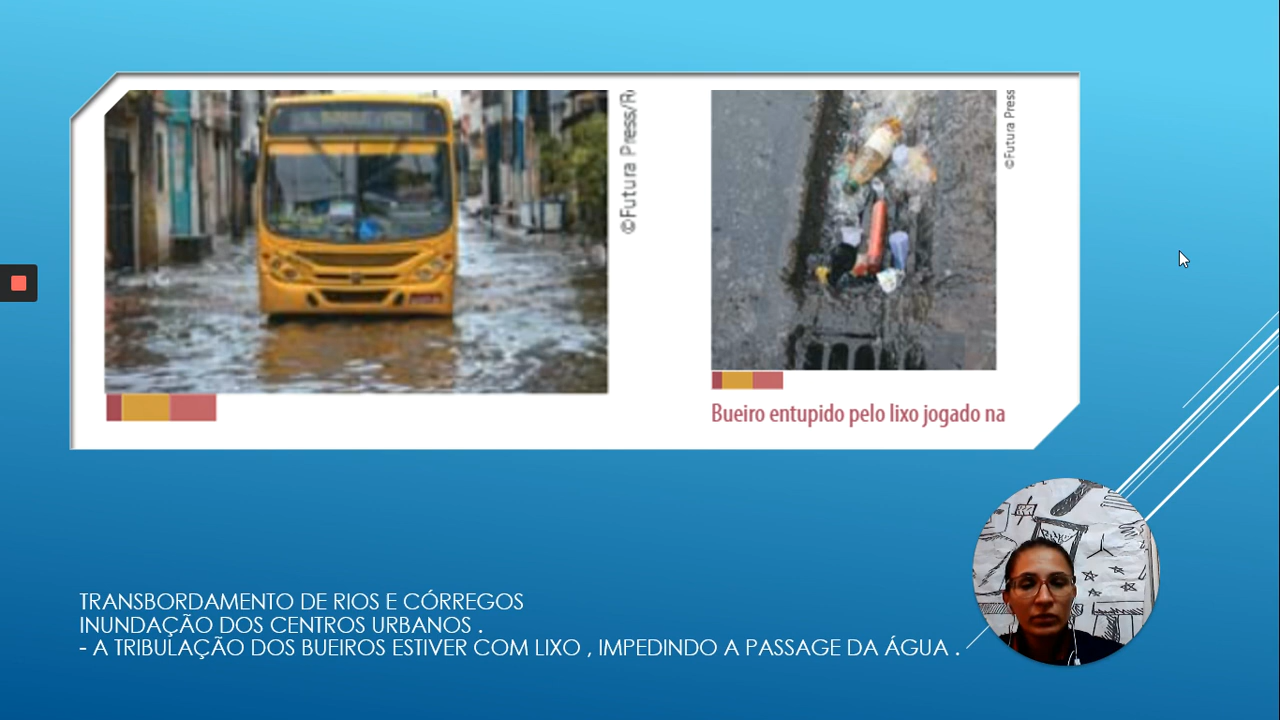 ©Futura Press/R
©Futura Press
Bueiro entupido pelo lixo jogado na
TRANSBORDAMENTO DE RIOS E CÓRREGOS
INUNDAÇÃO DOS CENTROS URBANOS .
- A TRIBULAÇÃO DOS BUEIROS ESTIVER COM LIXO , IMPEDINDO A PASSAGE DA ÁGUA .